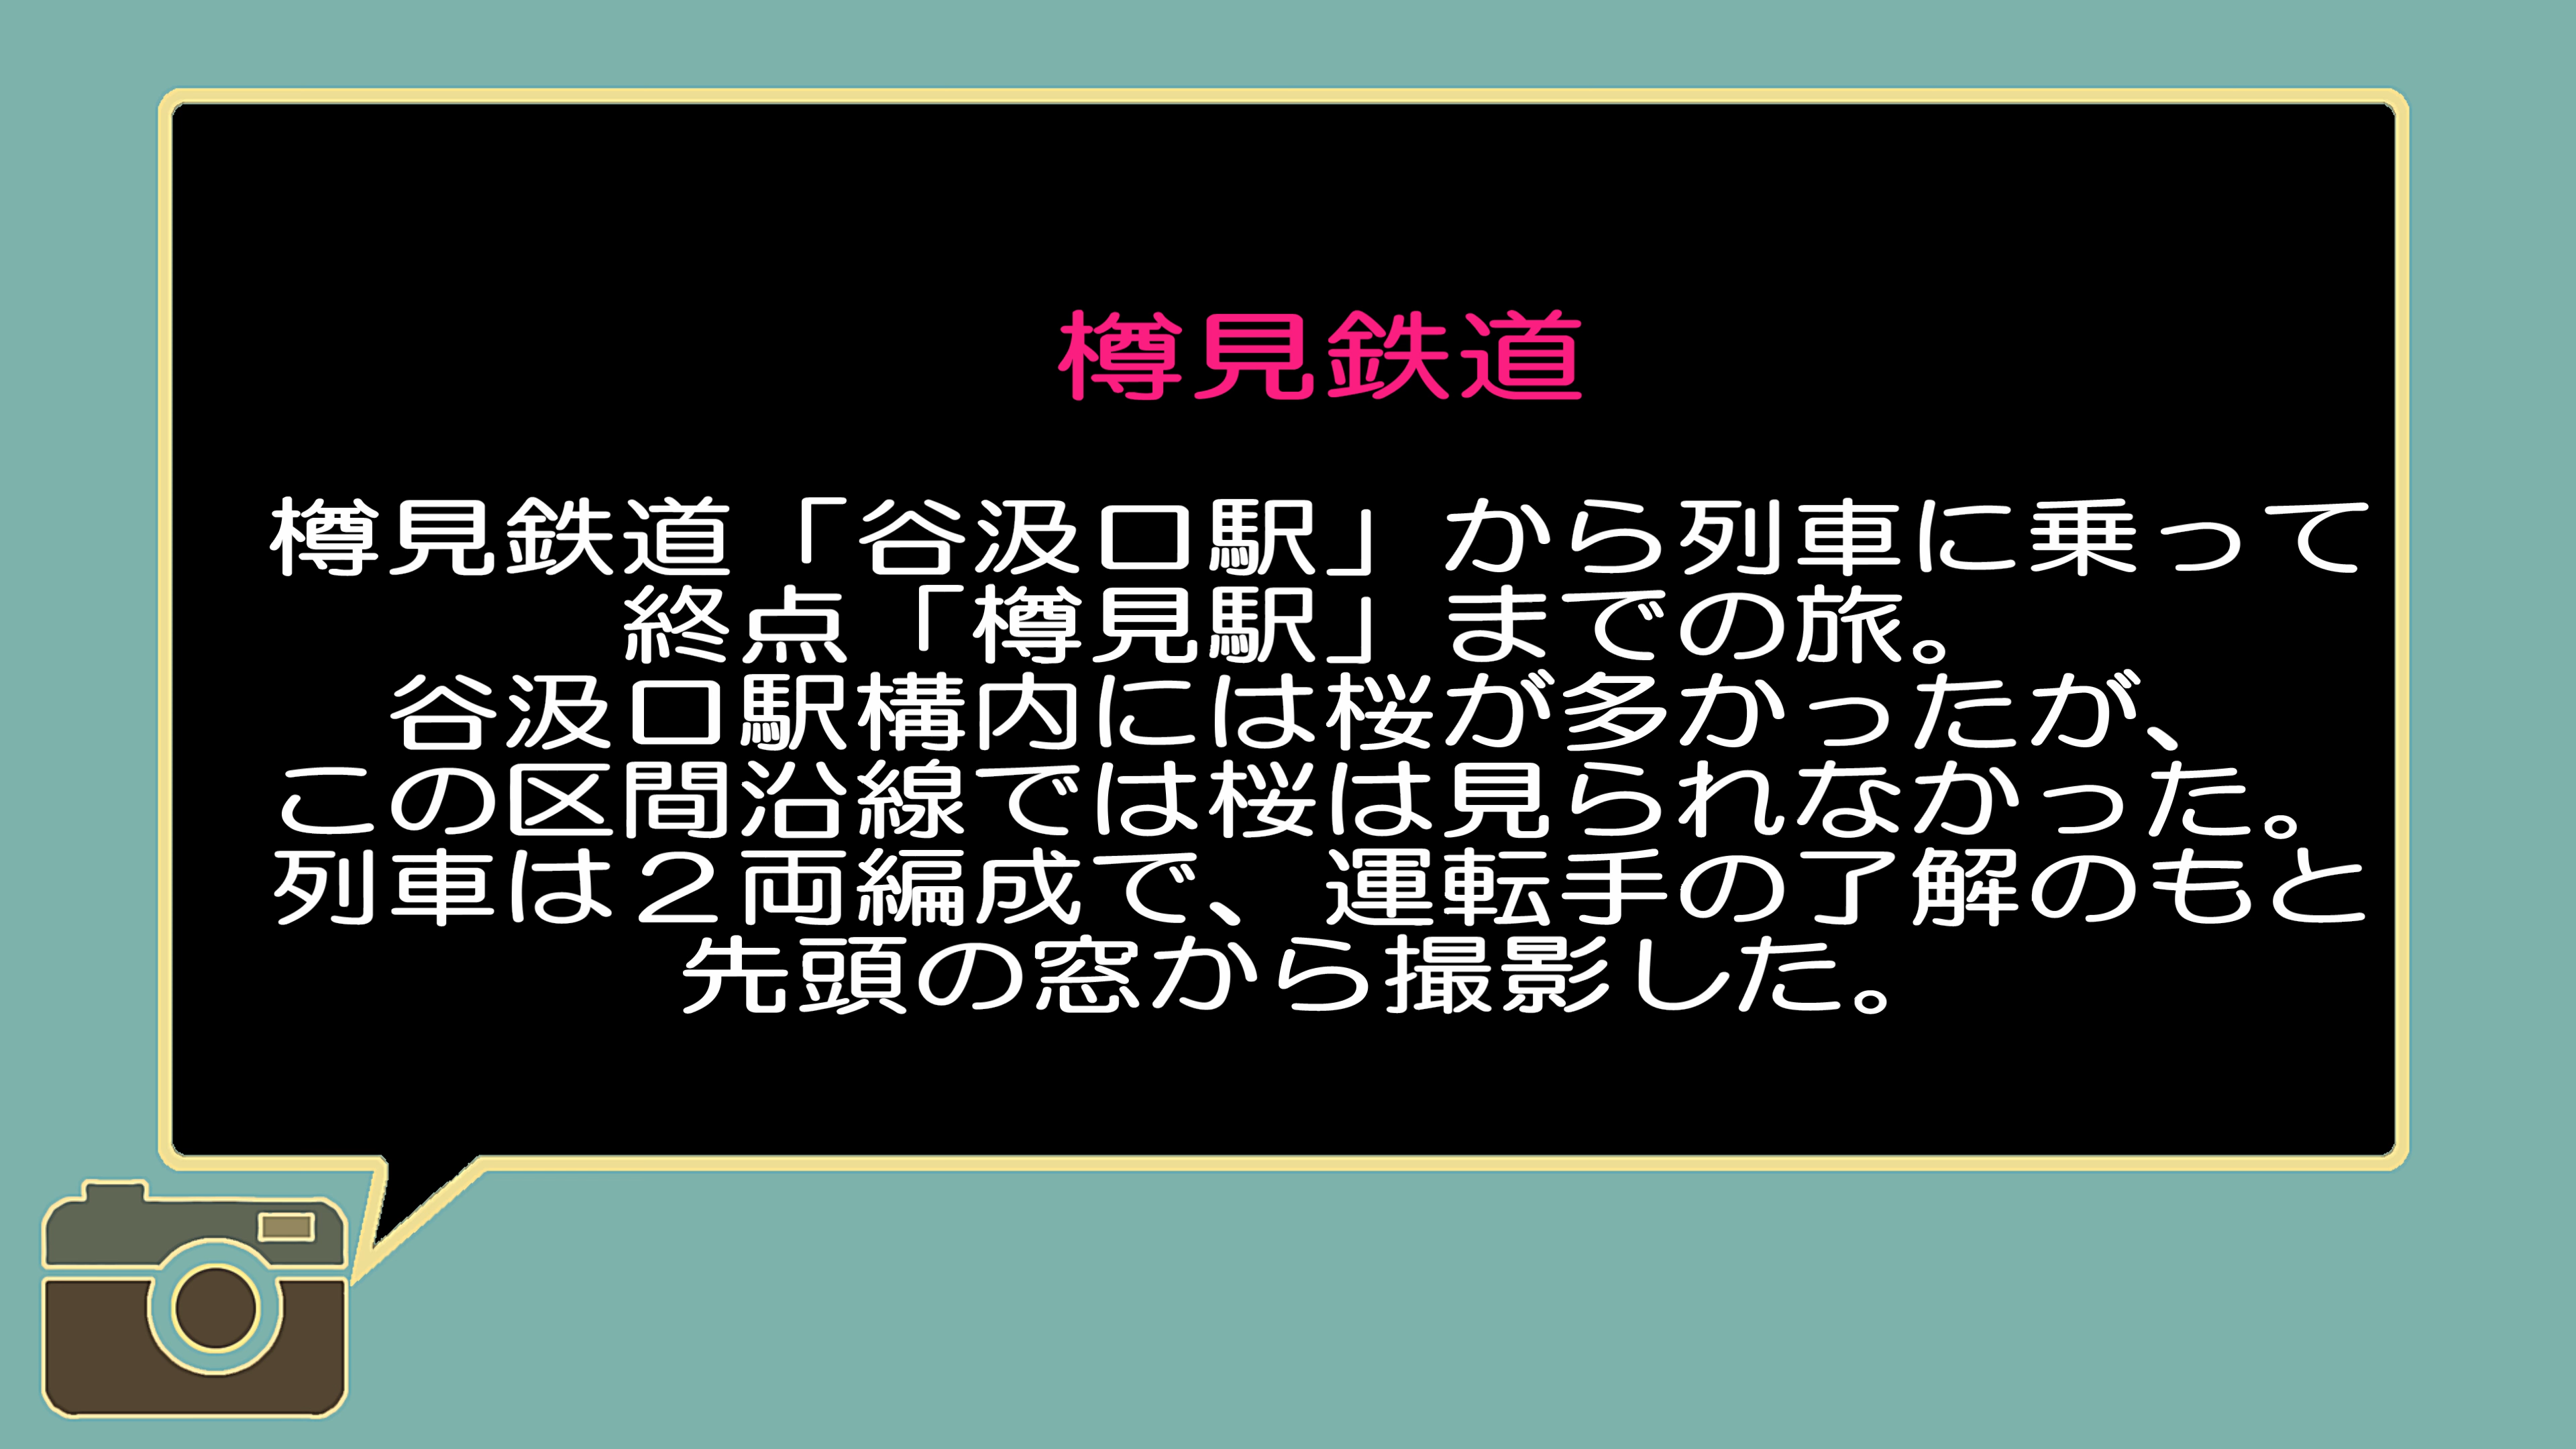 樽見鉄道
樽見鉄道「谷汲口駅」から列車に乗って
終点「樽見駅」までの旅。
谷汲口駅構内には桜が多かったが、
この区間沿線では桜は見られなかった。
列車は２両編成で、運転手の了解のもと
先頭の窓から撮影した。